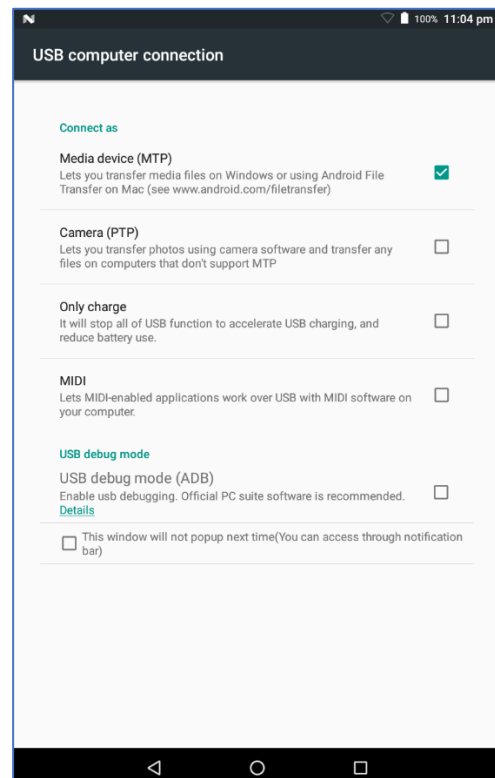 N 100% 11:04 pm
USB computer connection
Connect as
Media device (MTP)
Lets you transfer media files on Windows or using Android File
Transfer on Mac (see www.android.com/filetransfer)
Camera (PTP)
Lets you transfer photos using camera software and transfer any
files on computers that don't support MTP
Only charge
It will stop all of USB function to accelerate USB charging, and
reduce battery use.
MIDI
Lets MIDI-enabled applications work over USB with MIDI software on
your computer.
USB debug mode
USB debug mode (ADB)
Enable usb debugging. Official PC suite software is recommended.
Details
This window will not popup next time(You can access through notification
bar)